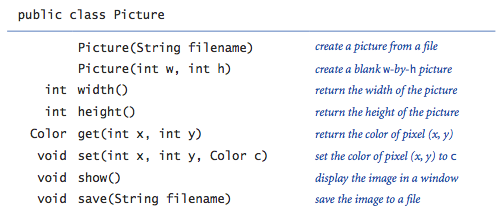 public class Picture
Picture(String filename) create a picture from a file
Picture(int w, int h) create a blank w-by-h picture
int width() return the width of the picture
int height() return the height of the picture
Color get(int x, int y) return the color of pixel (x, y)
void set(int x, int y, Color c) set the color of pixel (x, y) to c
void show() display the image in a window
void save(String filename) save the image to a file